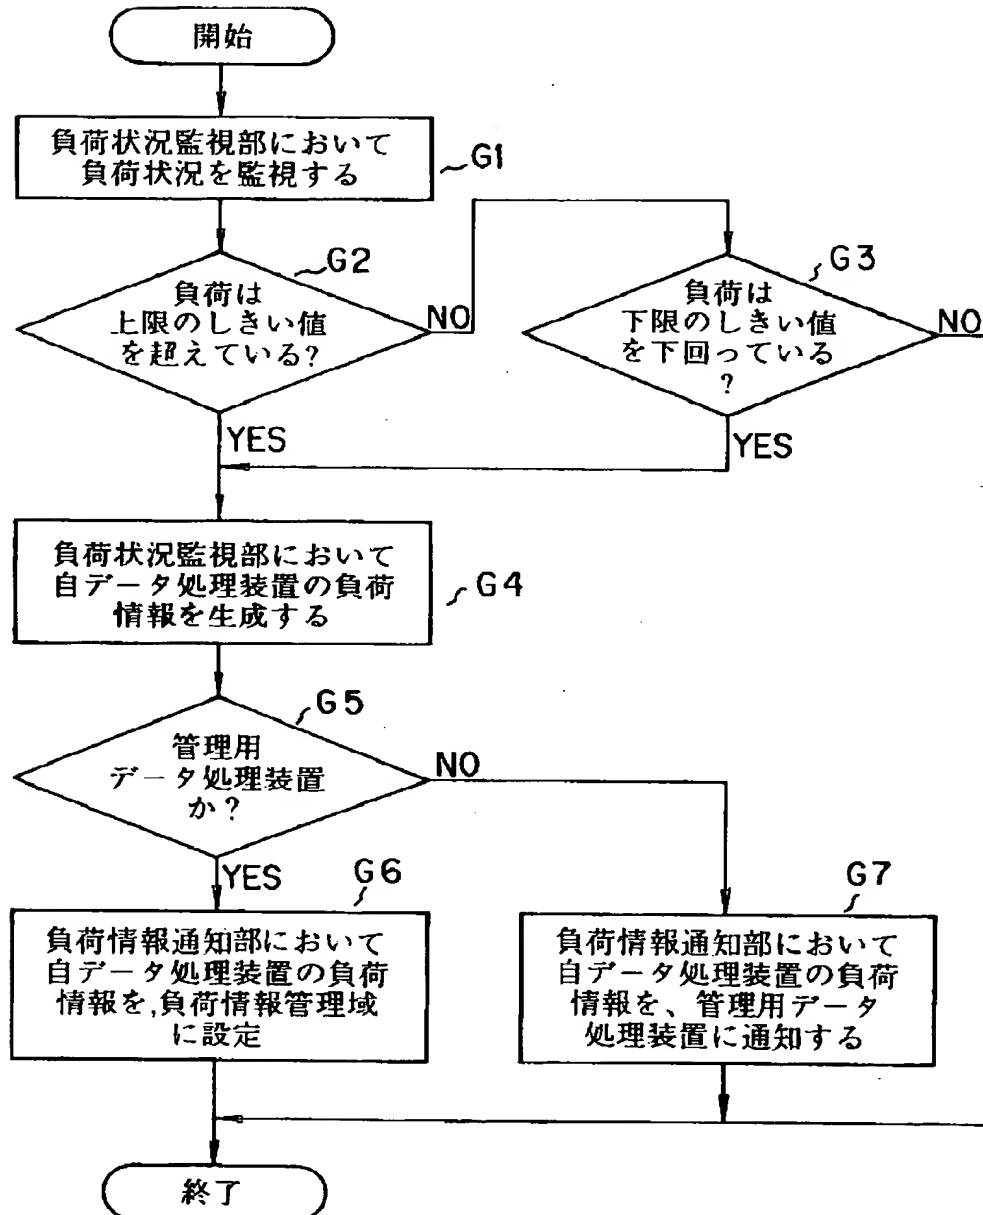 開始
負荷状況監視部において
負荷状況を監視する
G1
G2
負荷は
上限のしきい値
を超えている?
NO
G3
負荷は
下限のしきい値
を下回っている
?
NO
YES
YES
負荷状況監視部において
自データ処理装置の負荷
情報を生成する
G4
G5
管理用
データ処理装置
か?
NO
YES
G6
負荷情報通知部において
自データ処理装置の負荷
情報を,負荷情報管理域
に設定
G7
負荷情報通知部において
自データ処理装置の負荷
情報を、管理用データ
処理装置に通知する
終了